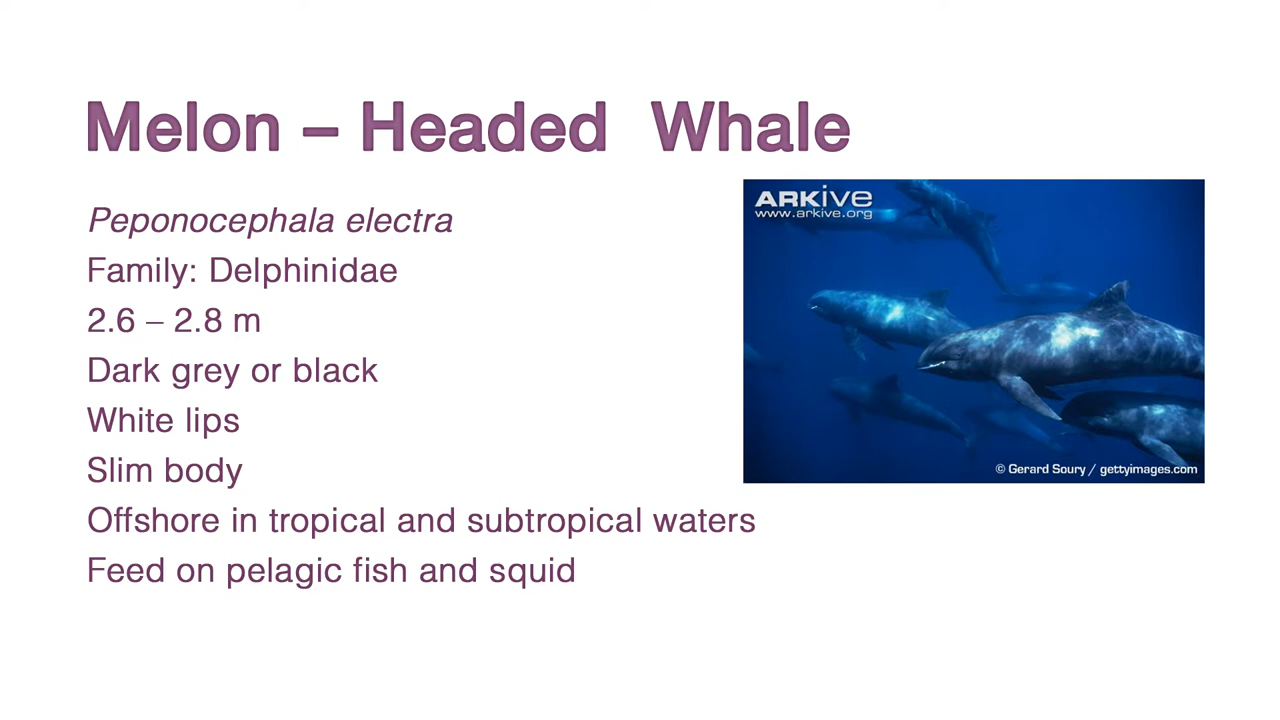 Melon – Headed Whale
Peponocephala electra
Family: Delphinidae
2.6 – 2.8 m
Dark grey or black
White lips
Slim body
Offshore in tropical and subtropical waters
Feed on pelagic fish and squid
ARKive
www.arkive.org
© Gerard Soury / gettyimages.com